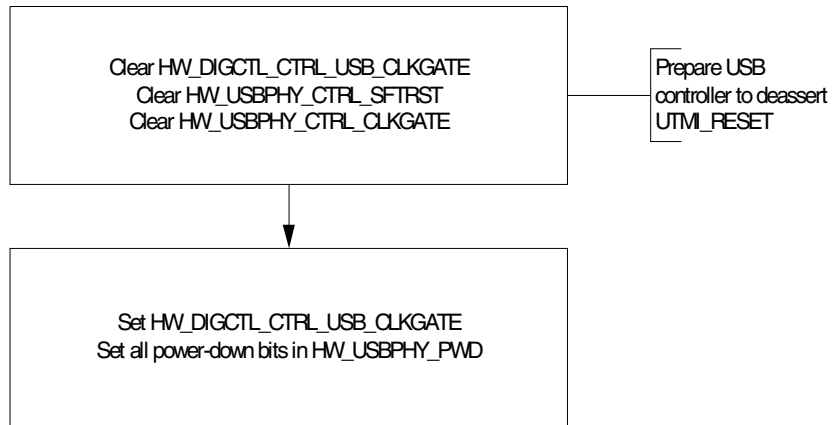 Clear HW_DIGCTL_CTRL_USB_CLKGATE
Clear HW_USBPHY_CTRL_SFTRST
Clear HW_USBPHY_CTRL_CLKGATE
Prepare USB
controller to deassert
UTMI_RESET
Set HW_DIGCTL_CTRL_USB_CLKGATE
Set all power-down bits in HW_USBPHY_PWD